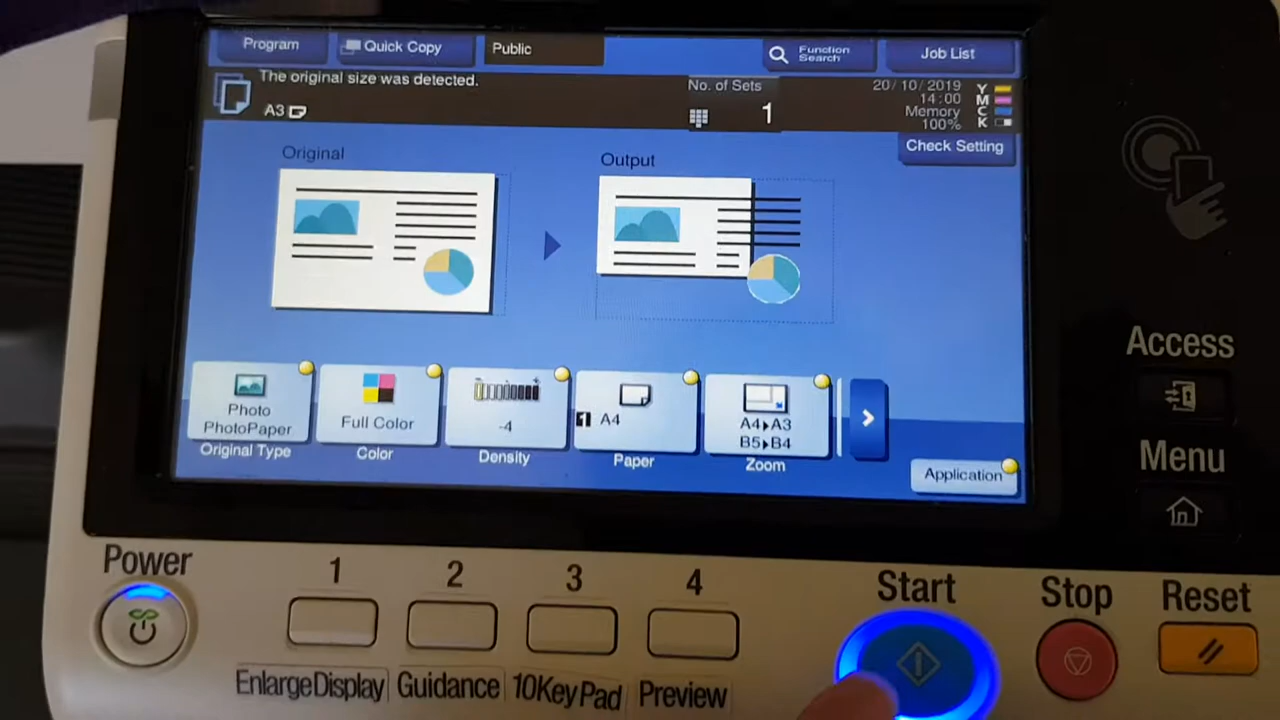 Program
Quick Copy
Public
Function Search
Job List
The original size was detected.
A3
No. of Sets
1
20/10/2019
14:00
Memory
100%
Y
M
C
K
Check Setting
Original
Output
Photo
PhotoPaper
Original Type
Full Color
Color
-4
Density
1 A4
Paper
A4▶A3
B5▶B4
Zoom
Application
Access
Menu
Power
1
2
3
4
Start
Stop
Reset
EnlargeDisplay
Guidance
10KeyPad
Preview